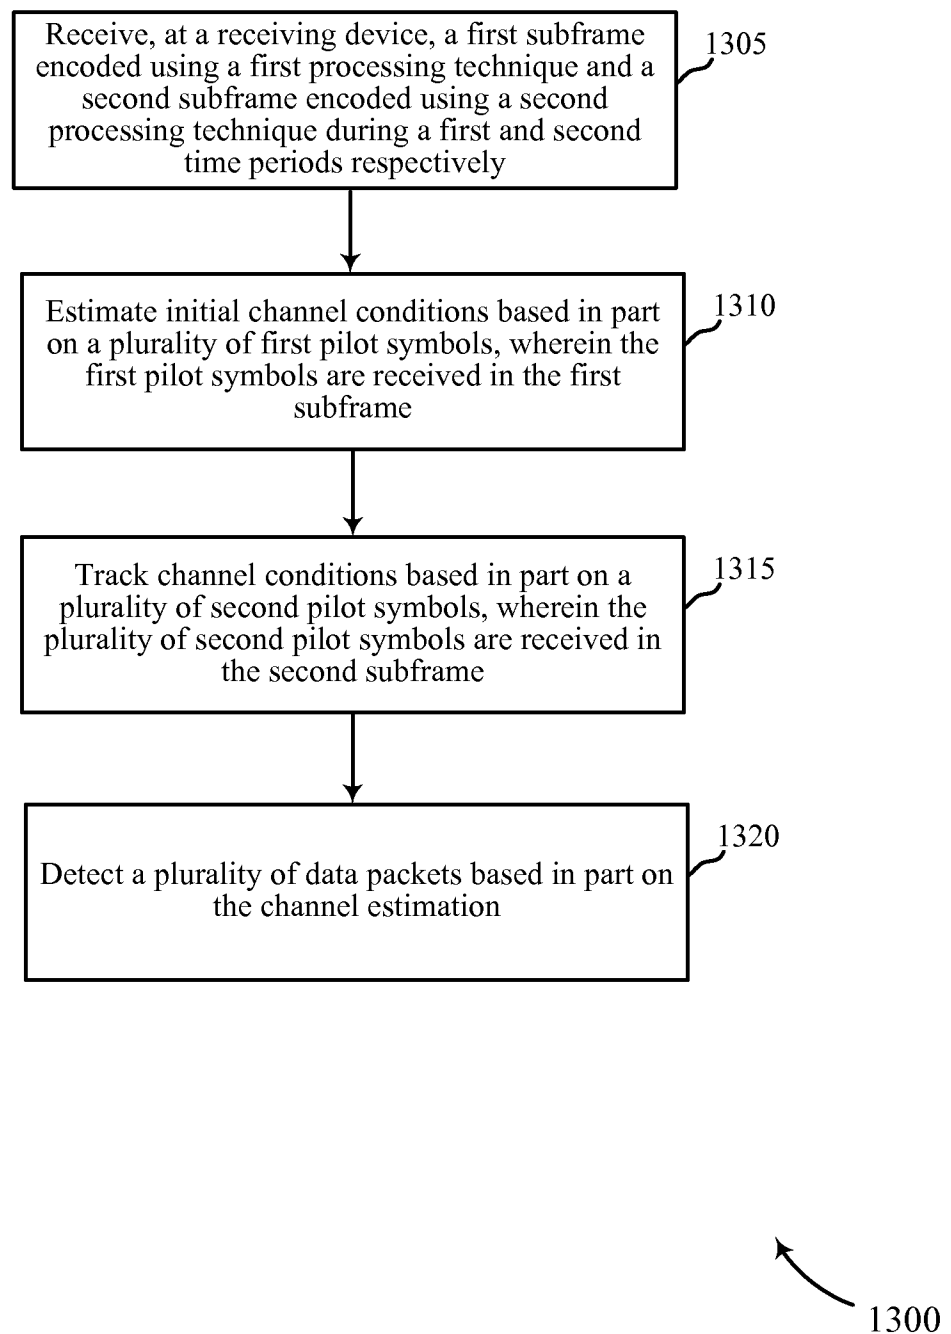 Receive, at a receiving device, a first subframe
encoded using a first processing technique and a
second subframe encoded using a second
processing technique during a first and second
time periods respectively
1305
Estimate initial channel conditions based in part
on a plurality of first pilot symbols, wherein the
first pilot symbols are received in the first
subframe
1310
Track channel conditions based in part on a
plurality of second pilot symbols, wherein the
plurality of second pilot symbols are received in
the second subframe
1315
Detect a plurality of data packets based in part on
the channel estimation
1320
1300